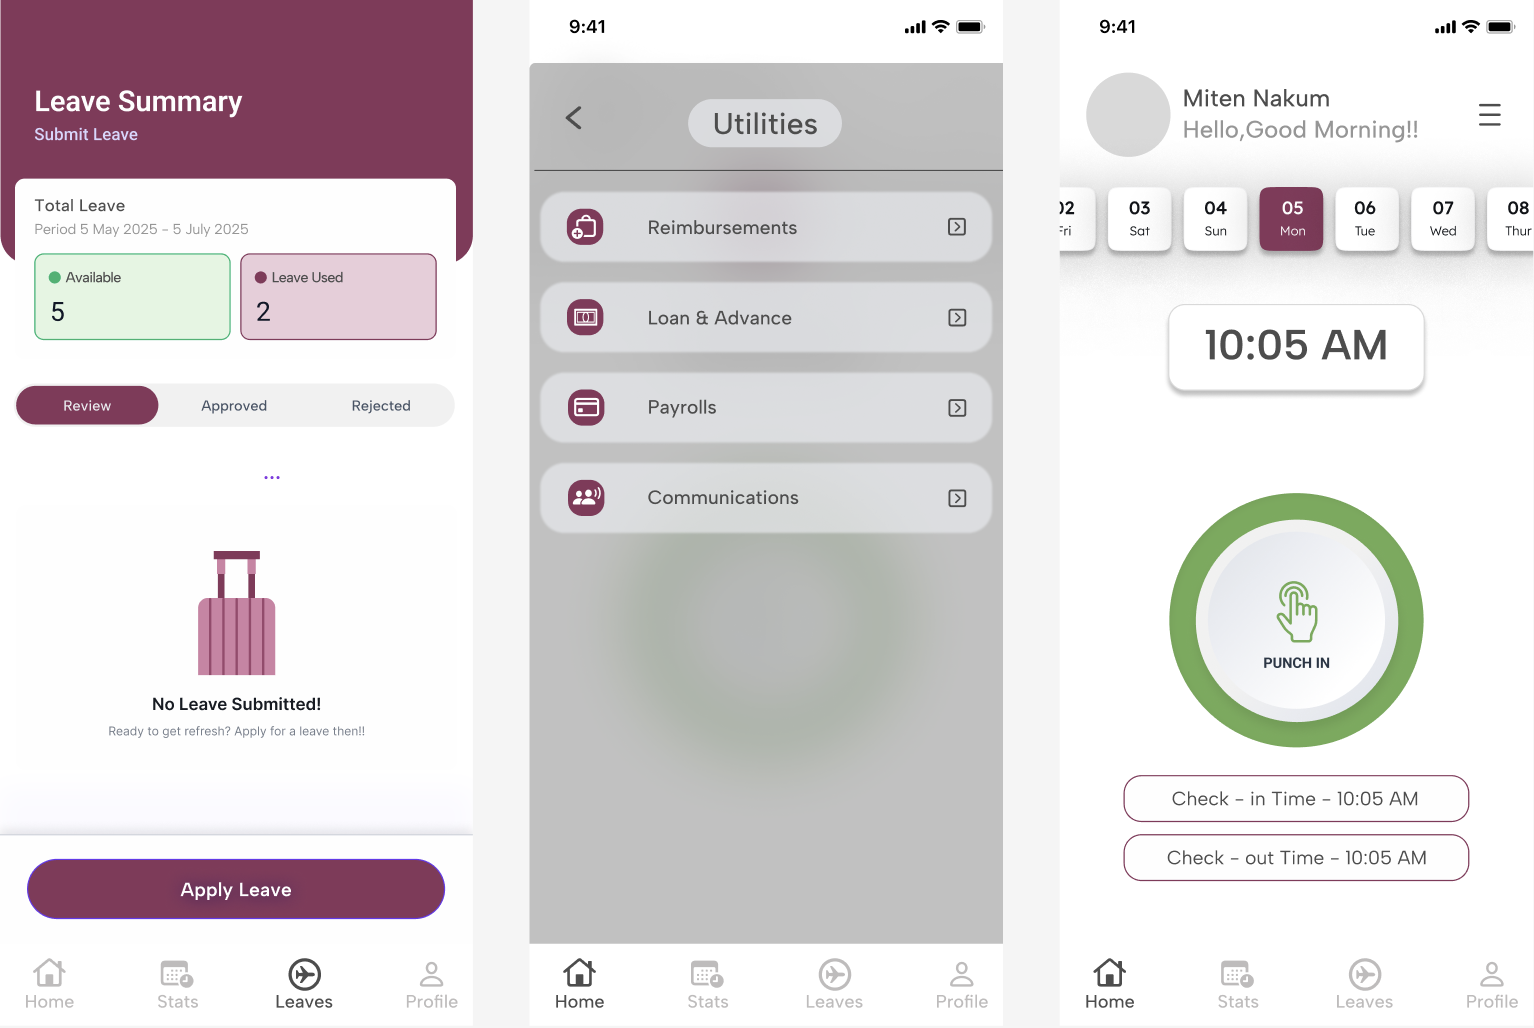 Leave Summary
Submit Leave
Total Leave
Period 5 May 2025 - 5 July 2025
Available
5
Leave Used
2
Review
Approved
Rejected
...
No Leave Submitted!
Ready to get refresh? Apply for a leave then!!
Apply Leave
Home
Stats
Leaves
Profile
9:41
Utilities
Reimbursements
Loan & Advance
Payrolls
Communications
Home
Stats
Leaves
Profile
9:41
Miten Nakum
Hello,Good Morning!!
02 03 04 05 06 07 08
Fri Sat Sun Mon Tue Wed Thur
10:05 AM
PUNCH IN
Check - in Time - 10:05 AM
Check - out Time - 10:05 AM
Home
Stats
Leaves
Profile